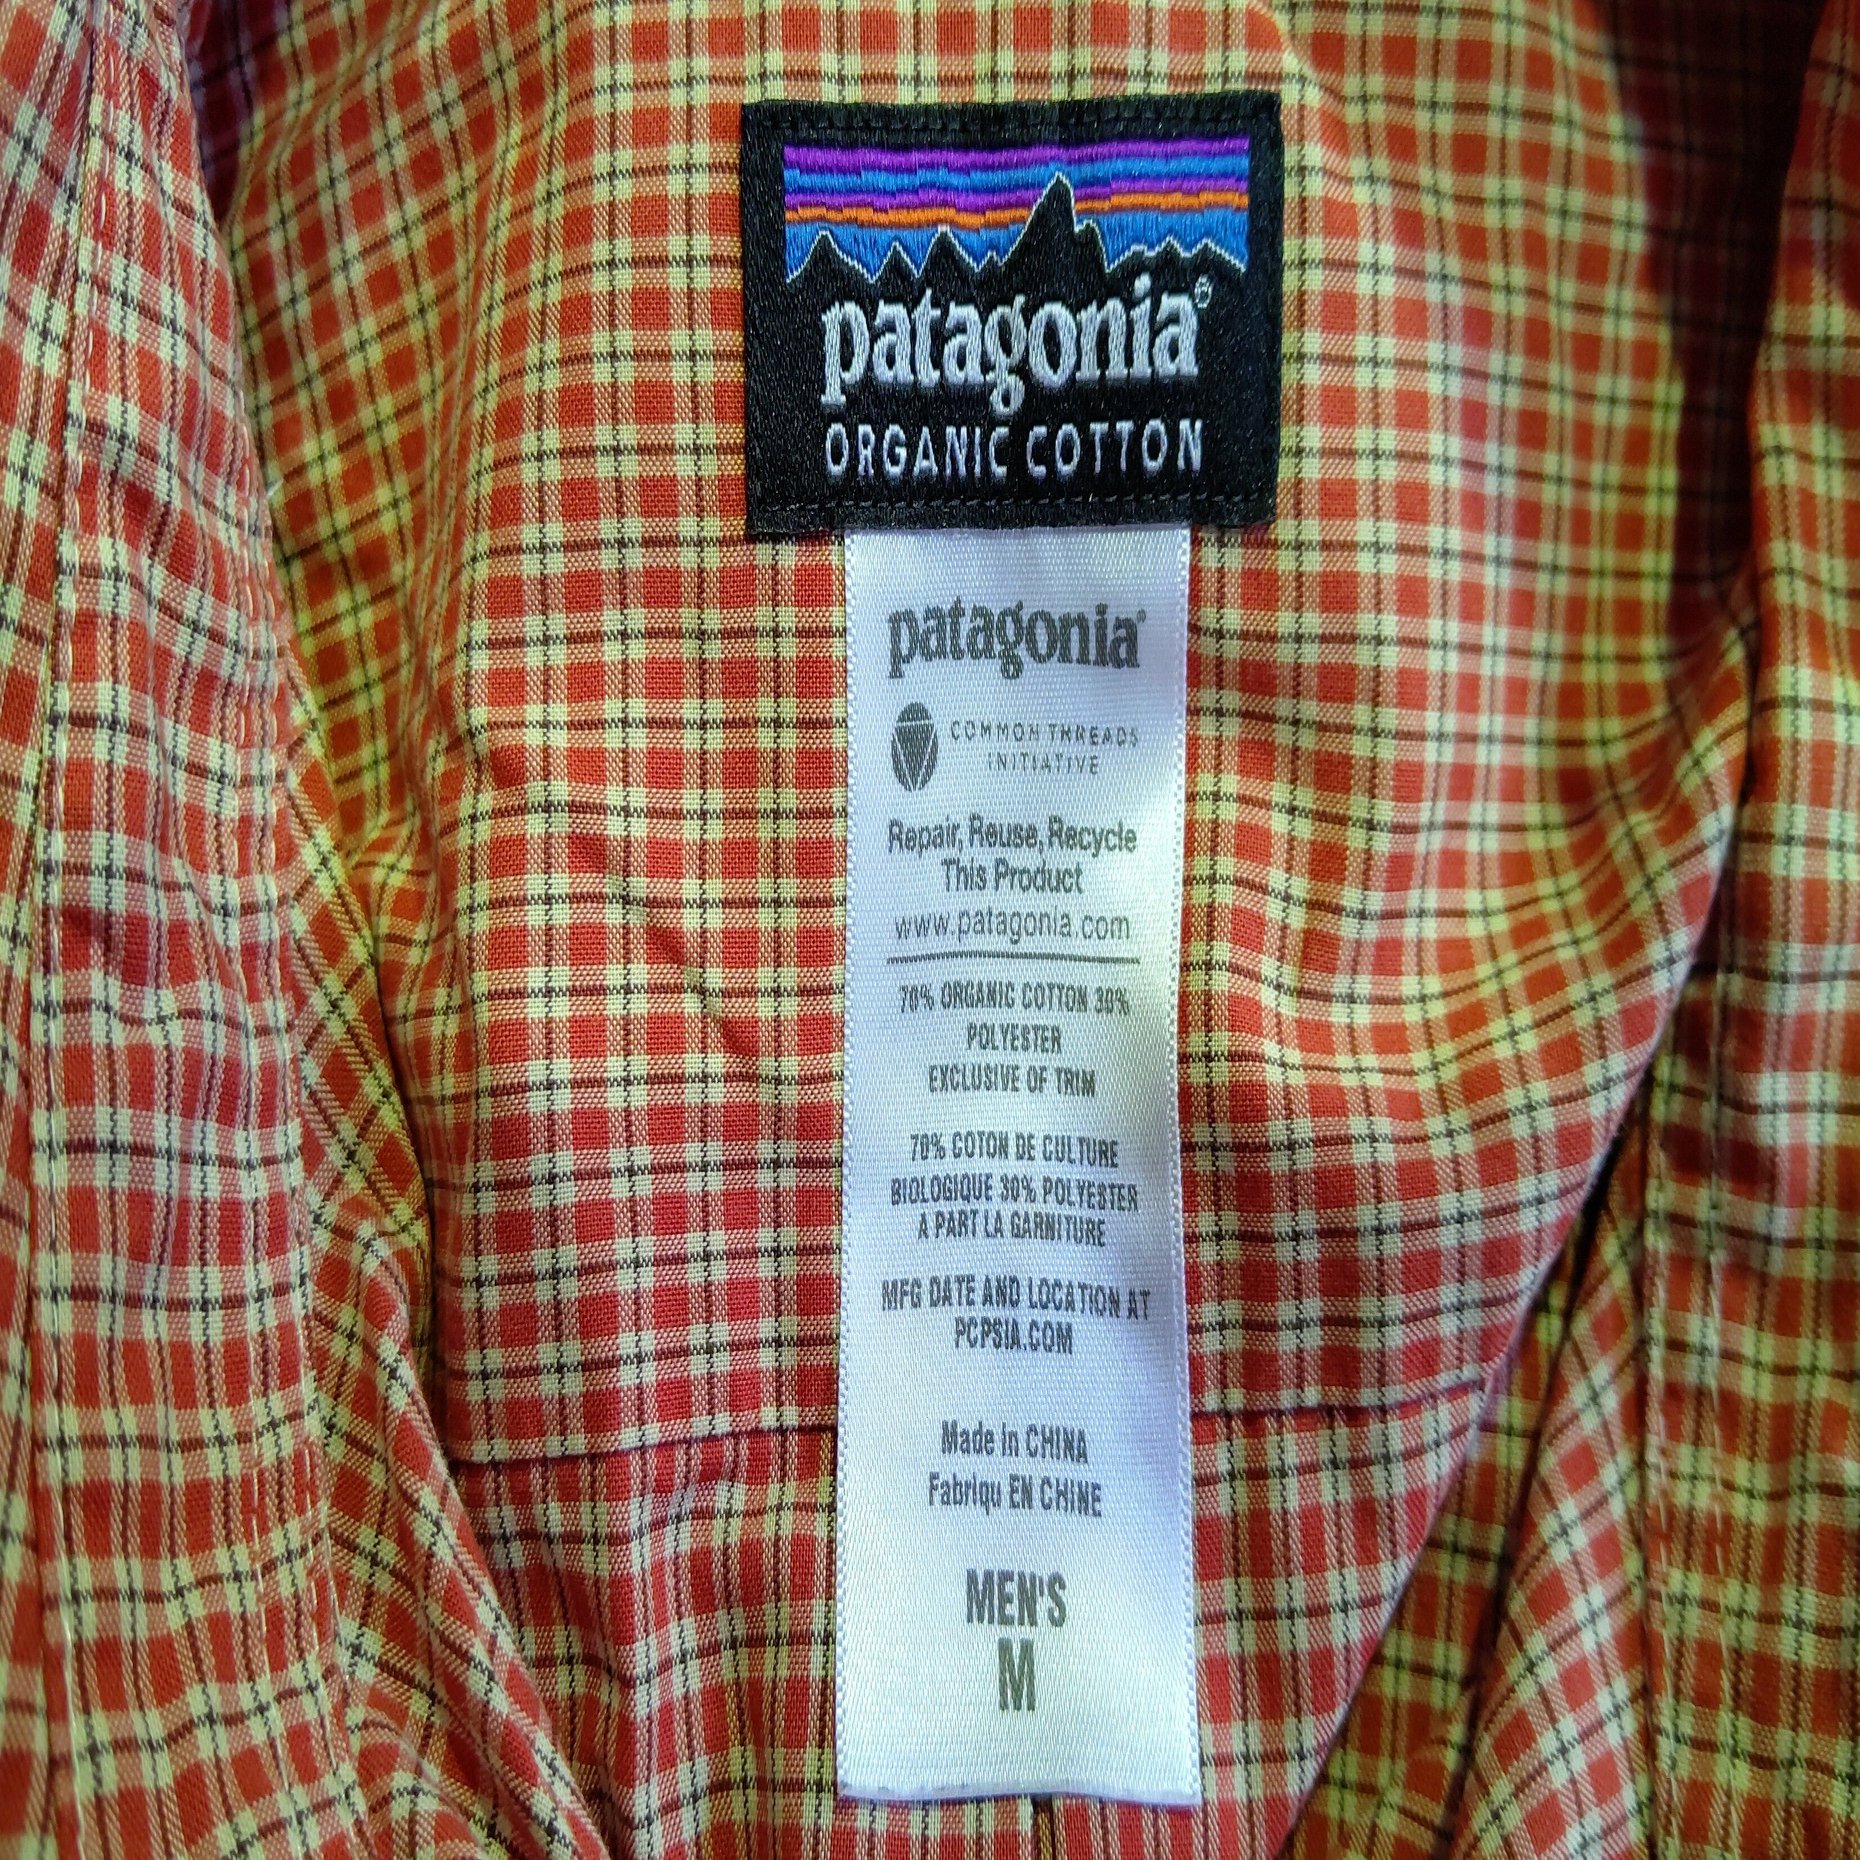 patagonia®
ORGANIC COTTON
patagonia®
COMMON THREADS
INITIATIVE
Repair, Reuse, Recycle
This Product
www.patagonia.com
70% ORGANIC COTTON 30%
POLYESTER
EXCLUSIVE OF TRIM
70% COTON DE CULTURE
BIOLOGIQUE 30% POLYESTER
A PART LA GARNITURE
MFG DATE AND LOCATION AT
PCPSIA.COM
Made in CHINA
Fabriqu EN CHINE
MEN'S
M